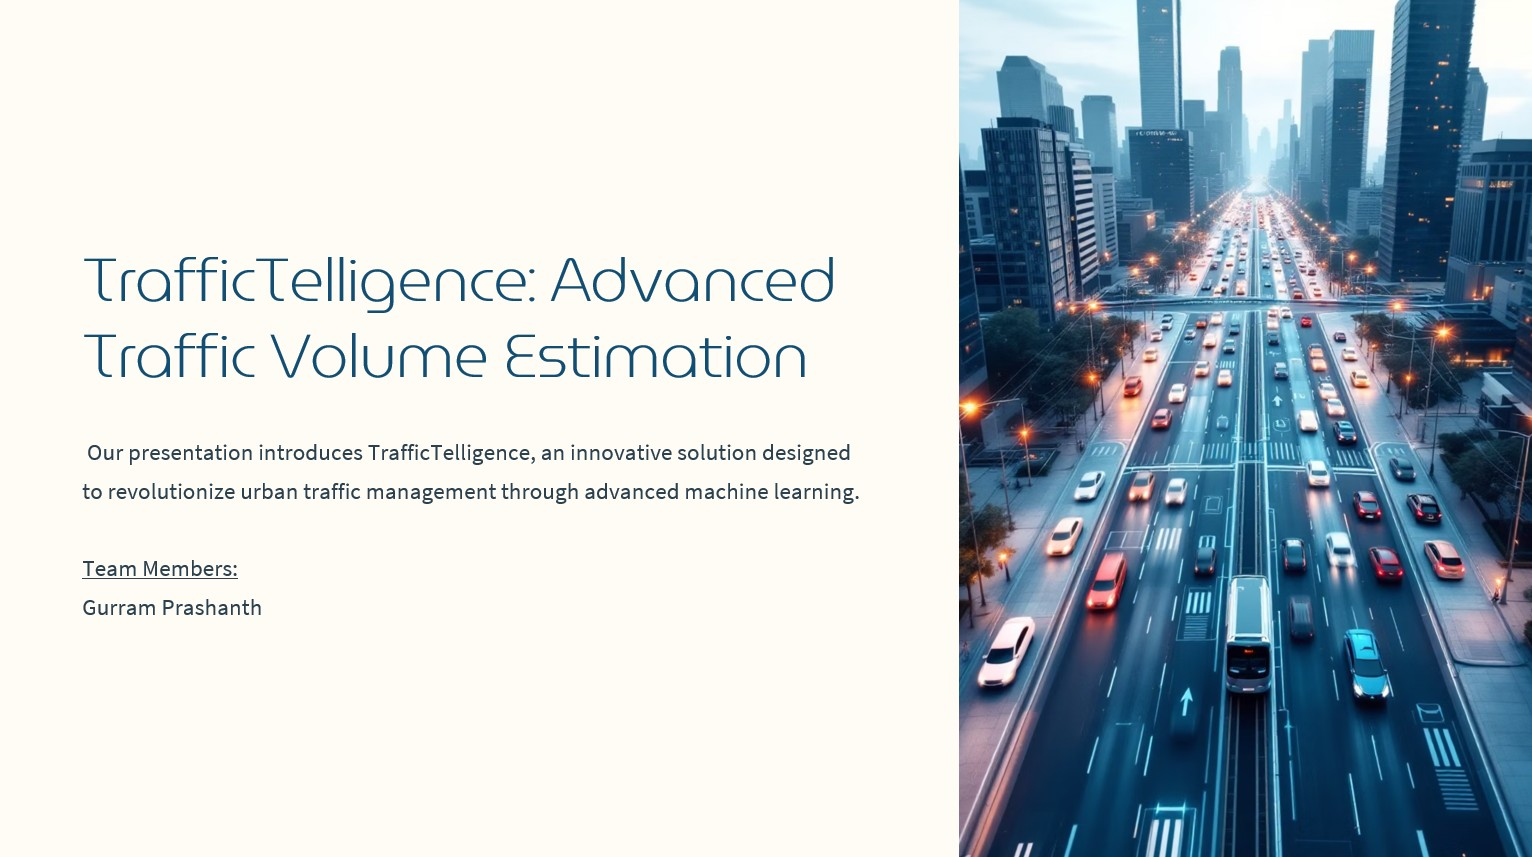 TrafficTelligence: Advanced
Traffic Volume Estimation
Our presentation introduces TrafficTelligence, an innovative solution designed
to revolutionize urban traffic management through advanced machine learning.
Team Members:
Gurram Prashanth